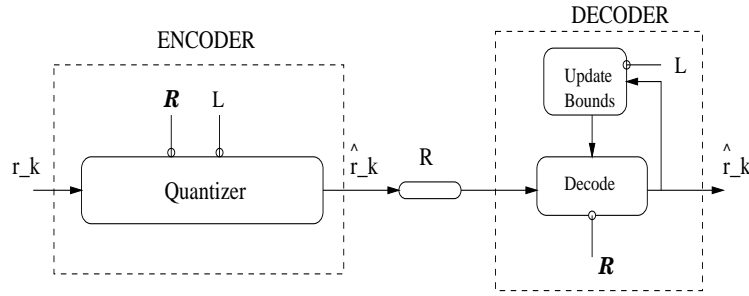 ENCODER
DECODER
R L
r_k
Quantizer
^
r_k
R
Update
Bounds
L
Decode
^
r_k
R